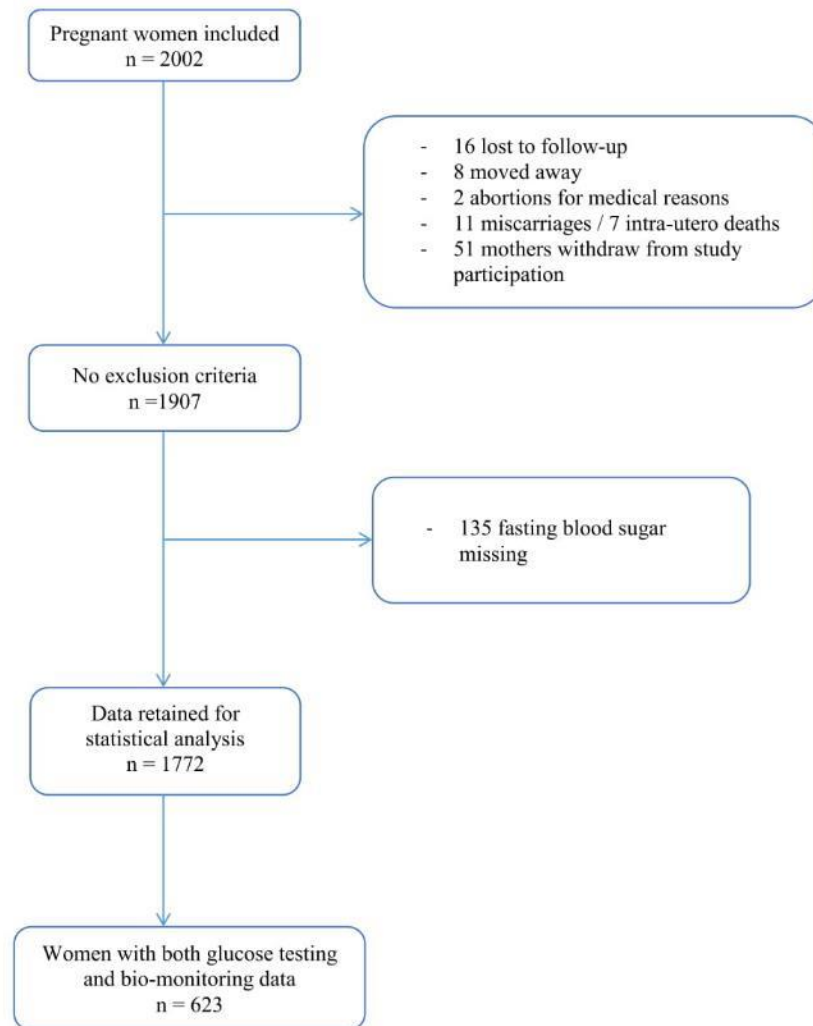 Pregnant women included
n = 2002
- 16 lost to follow-up
- 8 moved away
- 2 abortions for medical reasons
- 11 miscarriages / 7 intra-utero deaths
- 51 mothers withdraw from study
participation
No exclusion criteria
n =1907
- 135 fasting blood sugar
missing
Data retained for
statistical analysis
n = 1772
Women with both glucose testing
and bio-monitoring data
n = 623